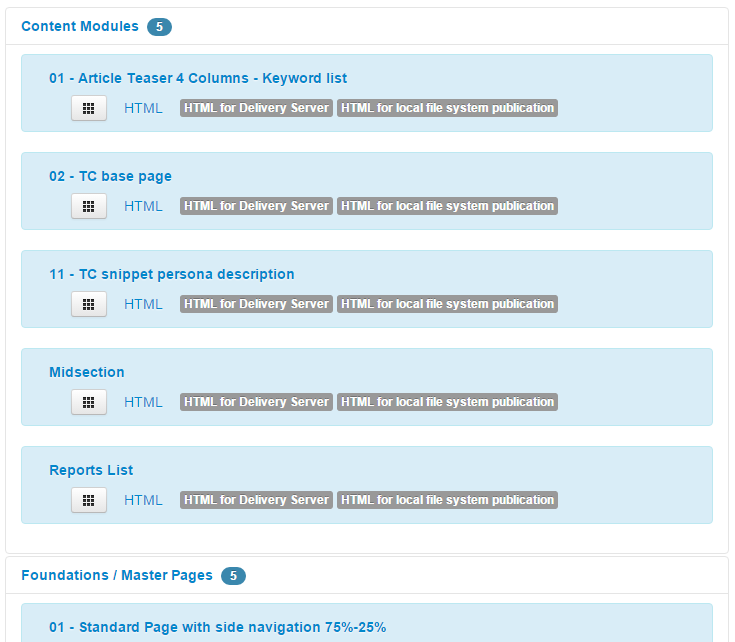 Content Modules 5
01 - Article Teaser 4 Columns - Keyword list
HTML HTML for Delivery Server HTML for local file system publication
02 - TC base page
HTML HTML for Delivery Server HTML for local file system publication
11 - TC snippet persona description
HTML HTML for Delivery Server HTML for local file system publication
Midsection
HTML HTML for Delivery Server HTML for local file system publication
Reports List
HTML HTML for Delivery Server HTML for local file system publication
Foundations / Master Pages 5
01 - Standard Page with side navigation 75%-25%